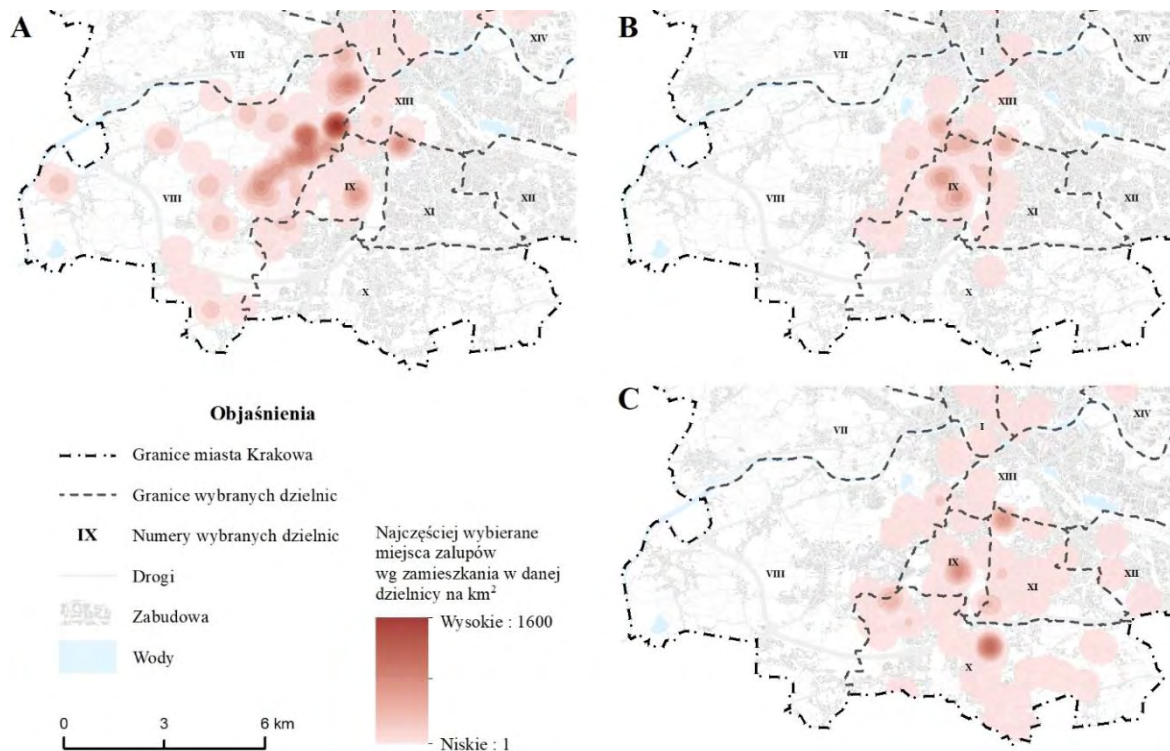 A
VII
I
XIV
XIII
VIII
IX
XI
XII
X
B
VII
I
XIV
XIII
VIII
IX
XI
XII
X
C
VII
I
XIV
XIII
VIII
IX
XI
XII
X
Objaśnienia
Granice miasta Krakowa
Granice wybranych dzielnic
IX Numery wybranych dzielnic
Drogi
Zabudowa
Wody
0 3 6 km
Najczęściej wybierane
miejsca załupów
wg zamieszkania w danej
dzielnicy na km²
Wysokie : 1600
Niskie : 1